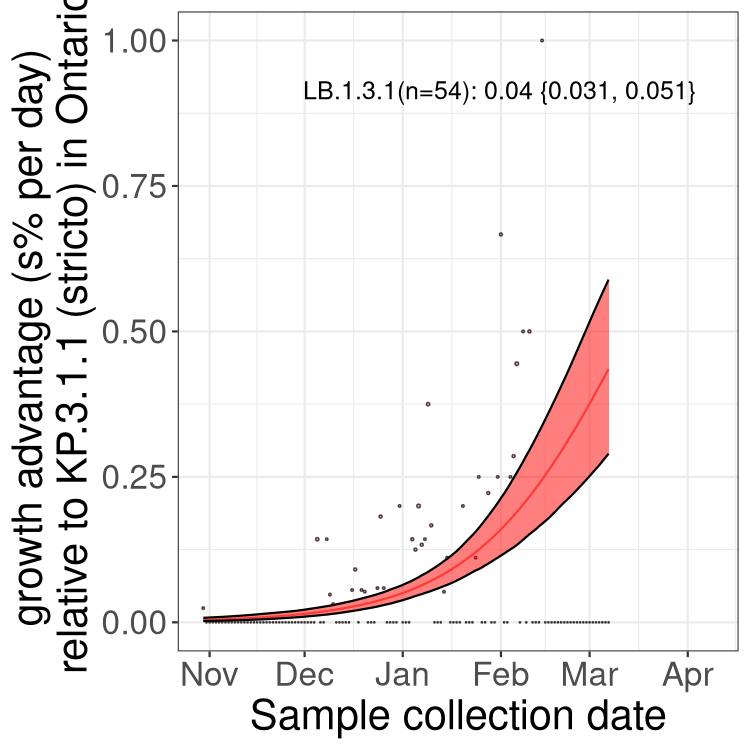 growth advantage (s% per day)
relative to KP.3.1.1 (stricto) in Ontario
1.00
0.75
0.50
0.25
0.00
LB.1.3.1(n=54): 0.04 {0.031, 0.051}
Nov Dec Jan Feb Mar Apr
Sample collection date